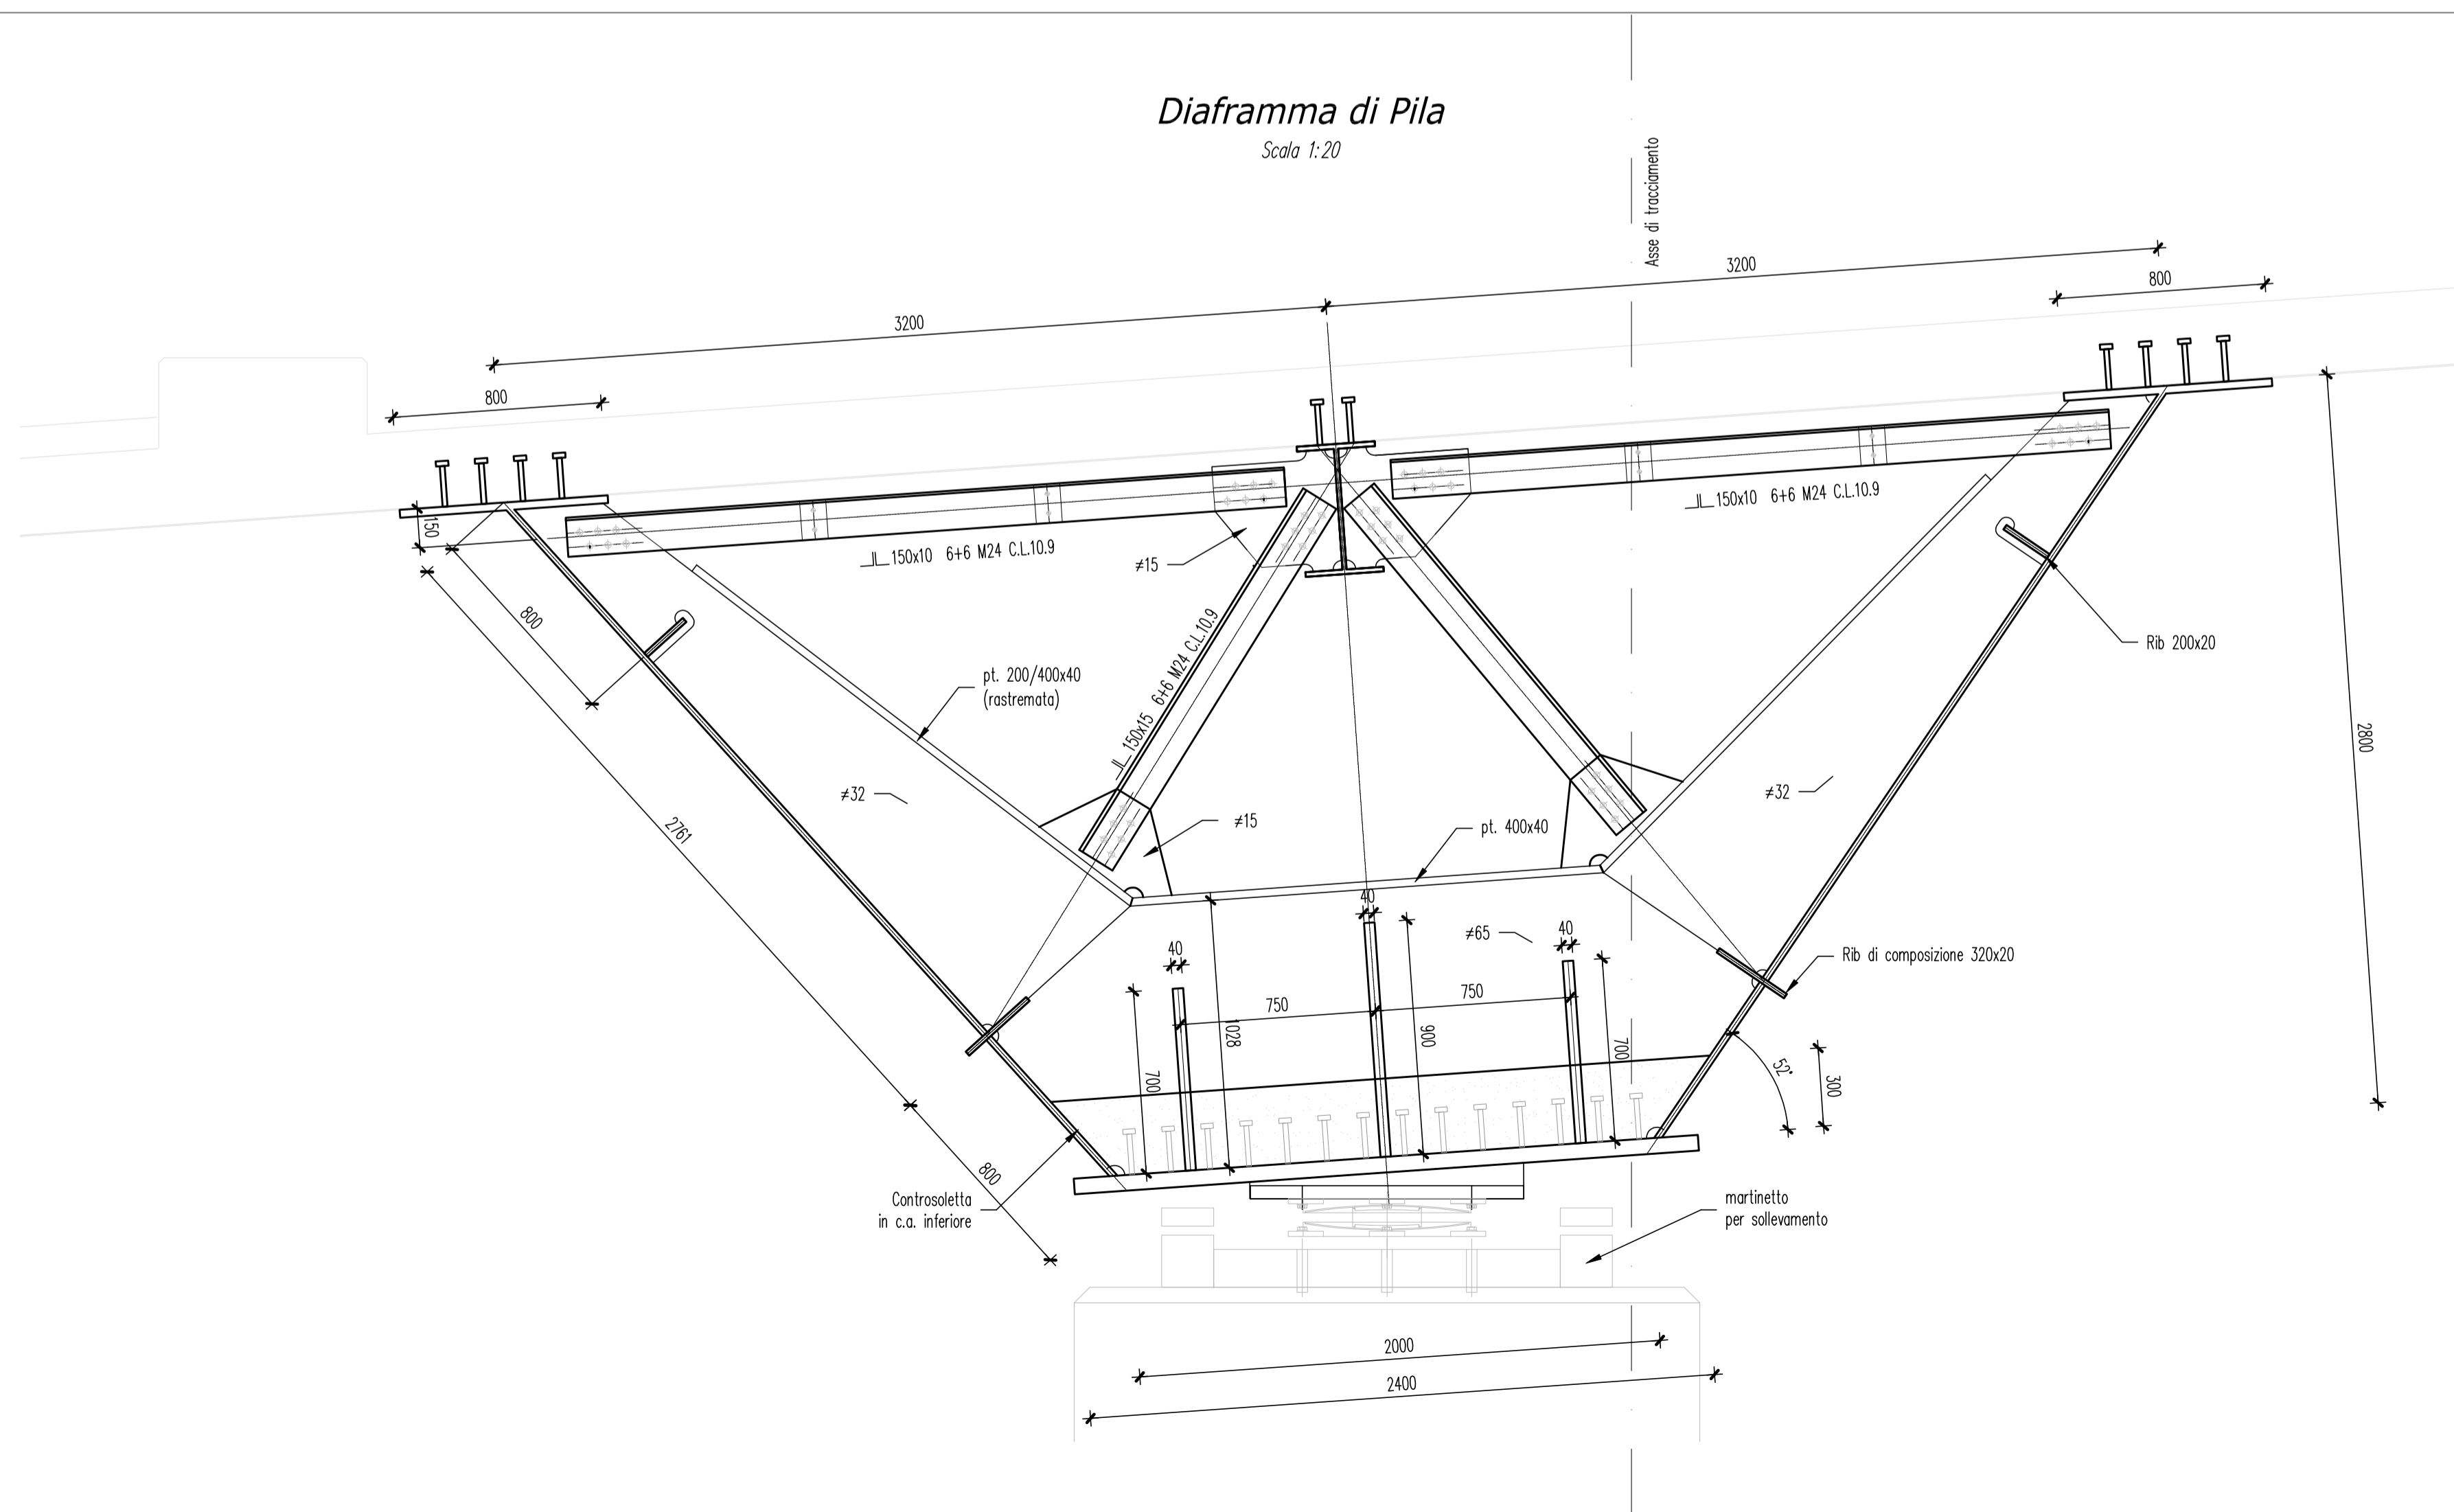 Diaframma di Pila
Scala 1:20
Asse di tracciamento
3200
3200
800
800
150
⅃L 150x10 6+6 M24 C.L.10.9
⅃L 150x10 6+6 M24 C.L.10.9
≠15
800
Rib 200x20
⅃L 150x15 6+6 M24 C.L.10.9
pt. 200/400x40
(rastremata)
2800
≠32
≠32
2761
≠15
pt. 400x40
40
≠65
40
40
Rib di composizione 320x20
750
750
1028
900
700
700
52°
300
800
Controsoletta
in c.a. inferiore
martinetto
per sollevamento
2000
2400